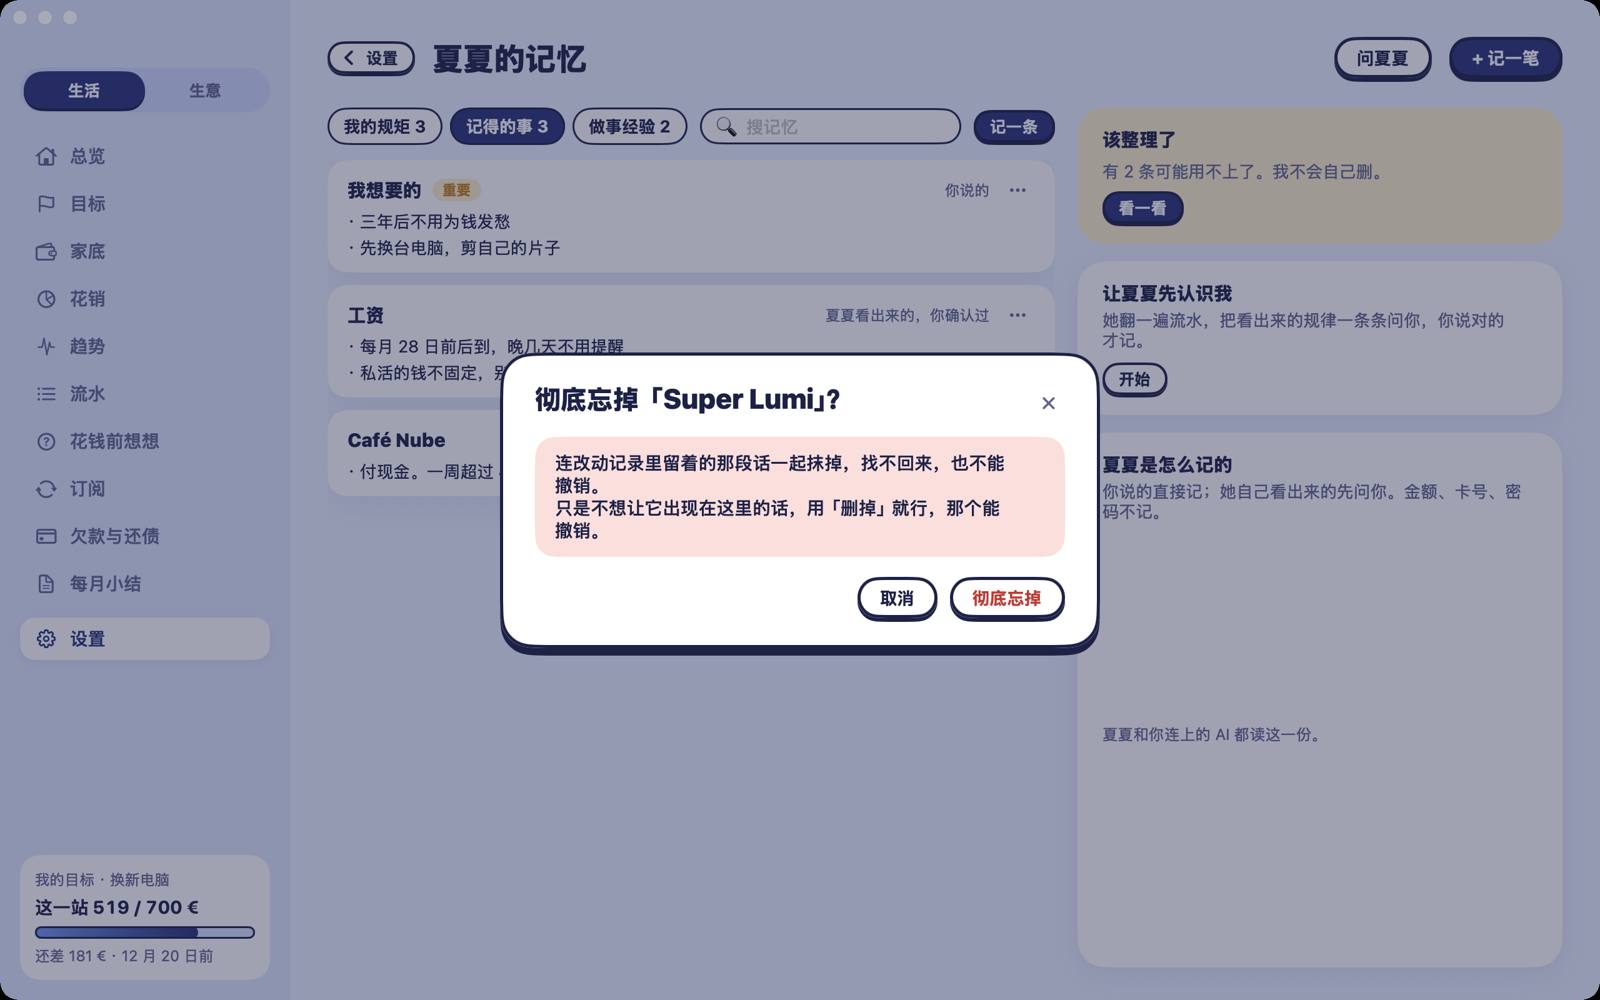 生活
生意
总览
目标
家底
花销
趋势
流水
花钱前想想
订阅
欠款与还债
每月小结
设置
我的目标 · 换新电脑
这一站 519 / 700 €
还差 181 € · 12 月 20 日前
设置
夏夏的记忆
问夏夏
+ 记一笔
我的规矩 3
记得的事 3
做事经验 2
搜记忆
记一条
我想要的 重要
你说的
· 三年后不用为钱发愁
· 先换台电脑，剪自己的片子
工资
夏夏看出来的，你确认过
· 每月 28 日前后到，晚几天不用提醒
· 私活的钱不固定，
Café Nube
· 付现金。一周超过
彻底忘掉「Super Lumi」？
连改动记录里留着的那段话一起抹掉，找不回来，也不能
撤销。
只是不想让它出现在这里的话，用「删掉」就行，那个能
撤销。
取消
彻底忘掉
该整理了
有 2 条可能用不上了。我不会自己删。
看一看
让夏夏先认识我
她翻一遍流水，把看出来的规律一条条问你，你说对的
才记。
开始
夏夏是怎么记的
你说的直接记；她自己看出来的先问你。金额、卡号、密
码不记。
夏夏和你连上的 AI 都读这一份。